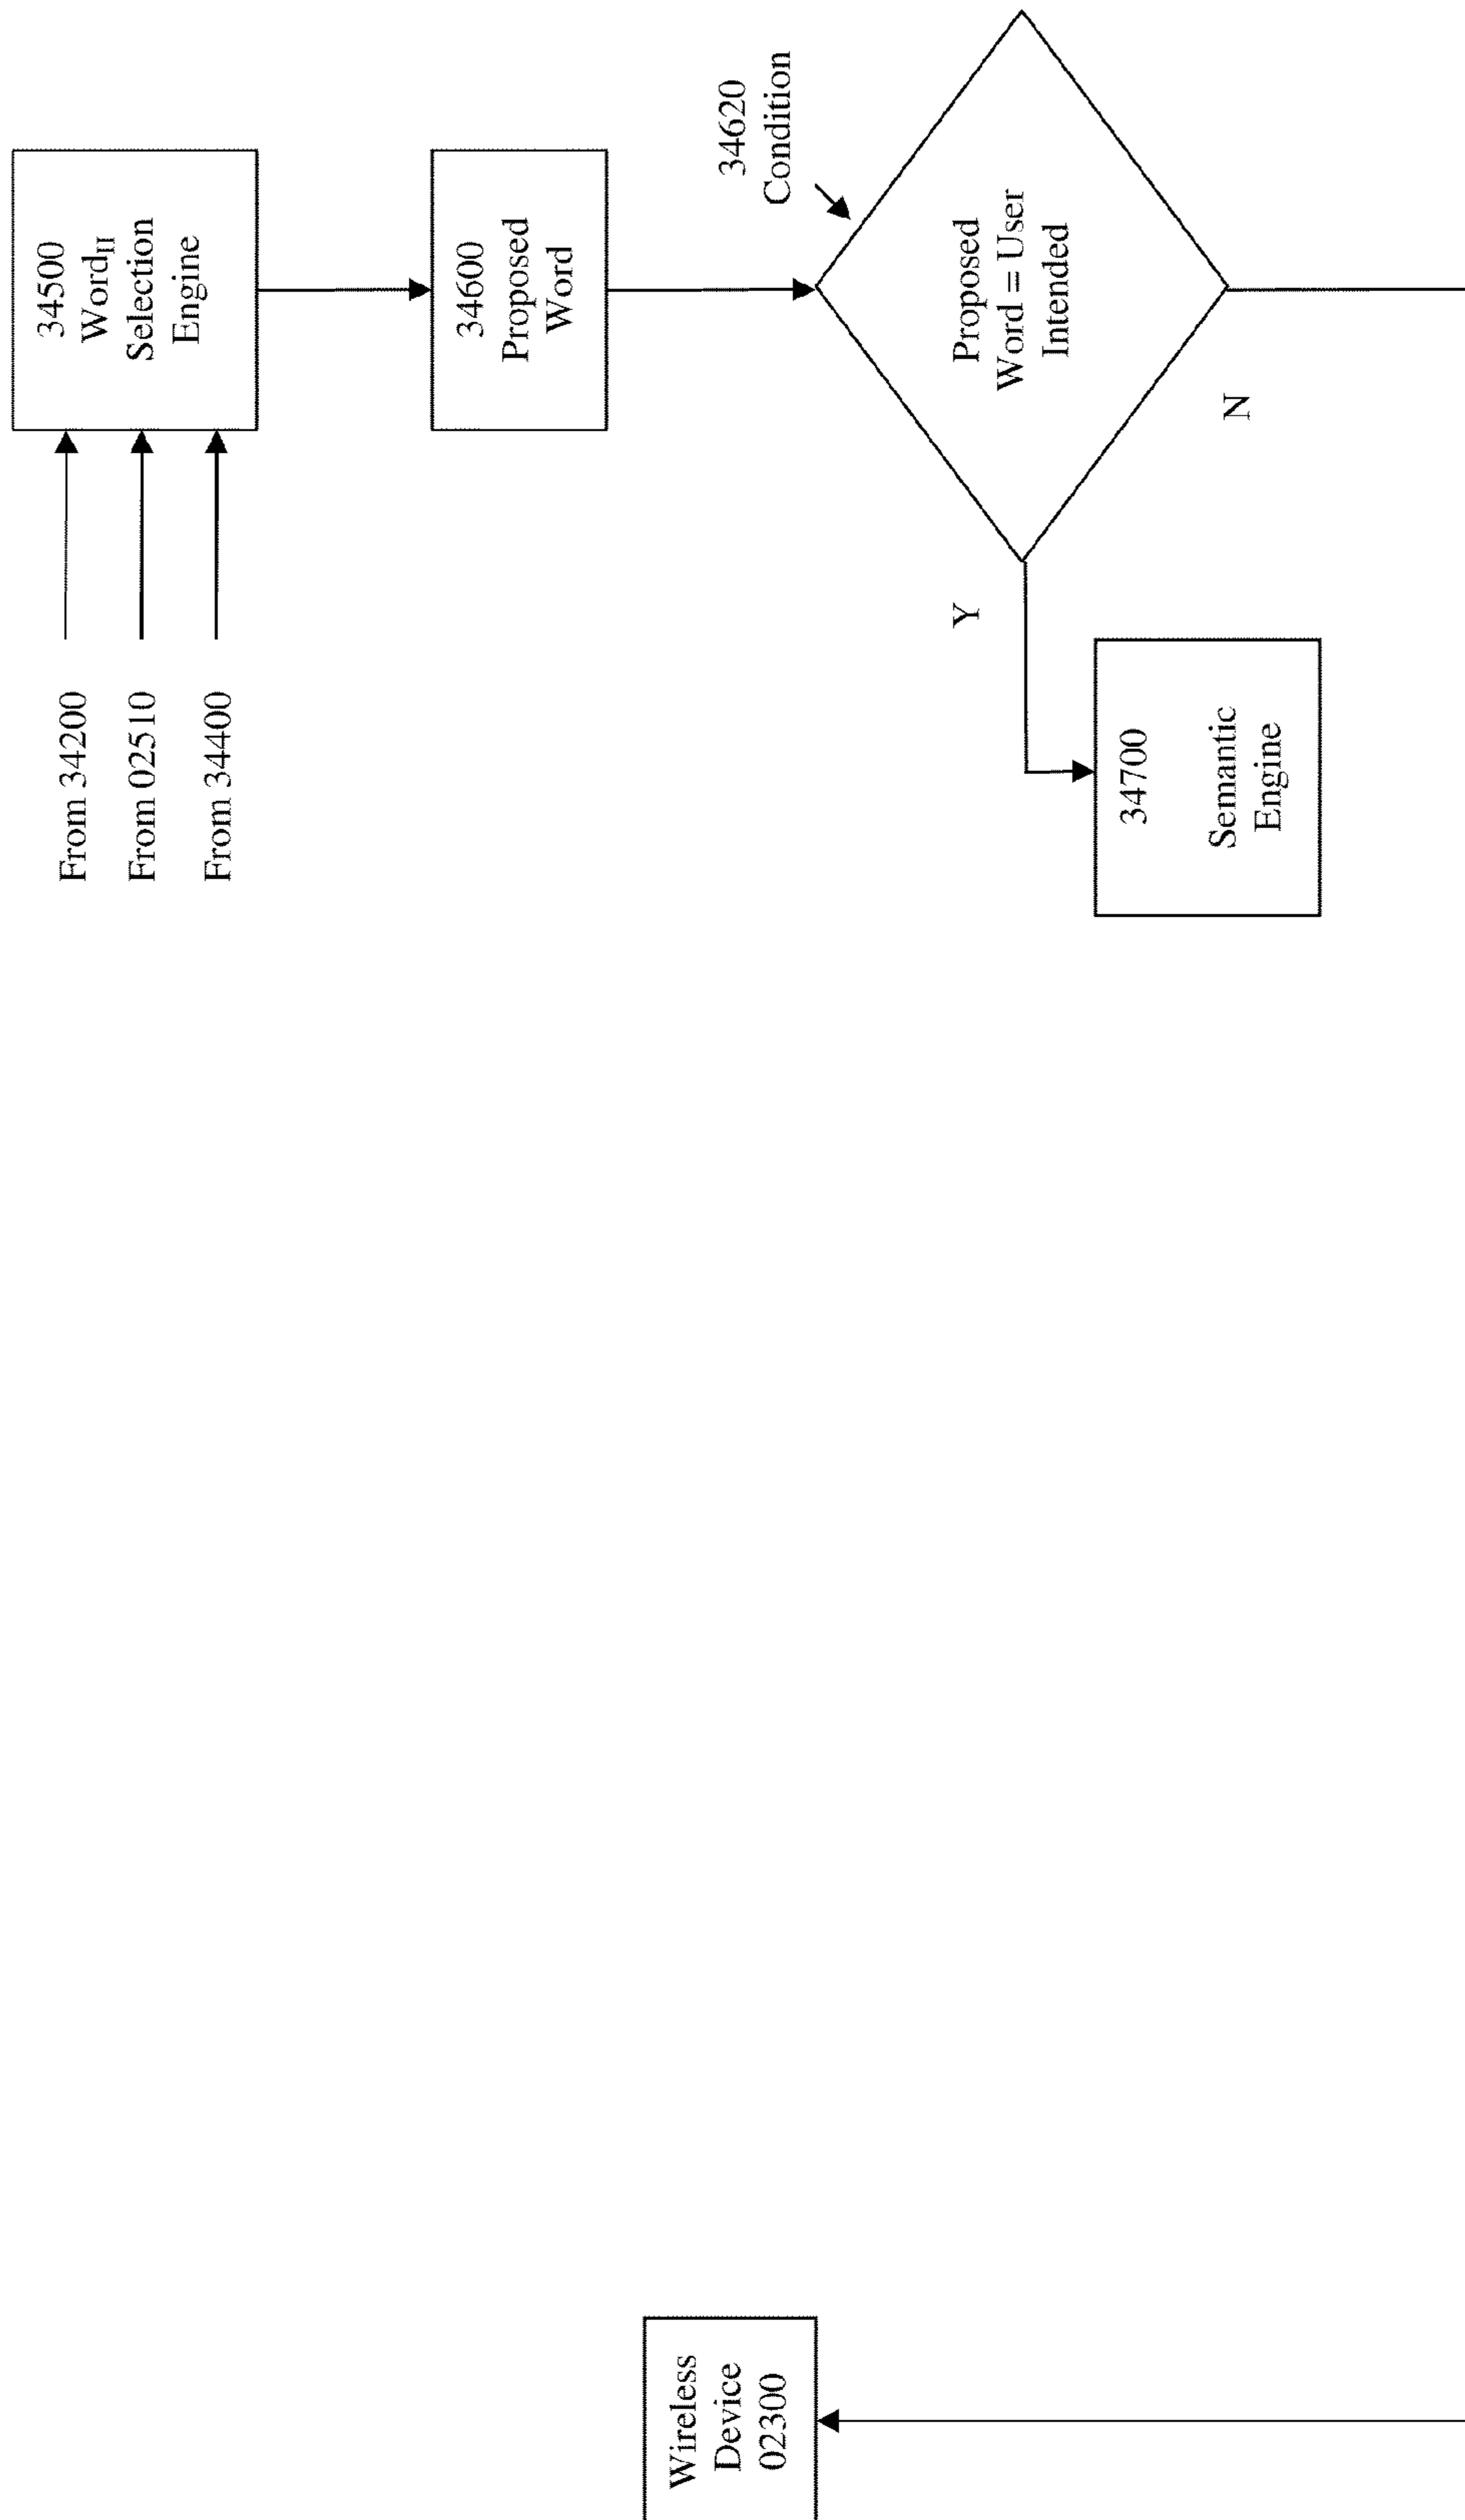 From 34200
From 02510
From 34400
34500
Word_II
Selection
Engine
34600
Proposed
Word
34620
Condition
Proposed
Word = User
Intended
Y
N
34700
Semantic
Engine
Wireless
Device
02300